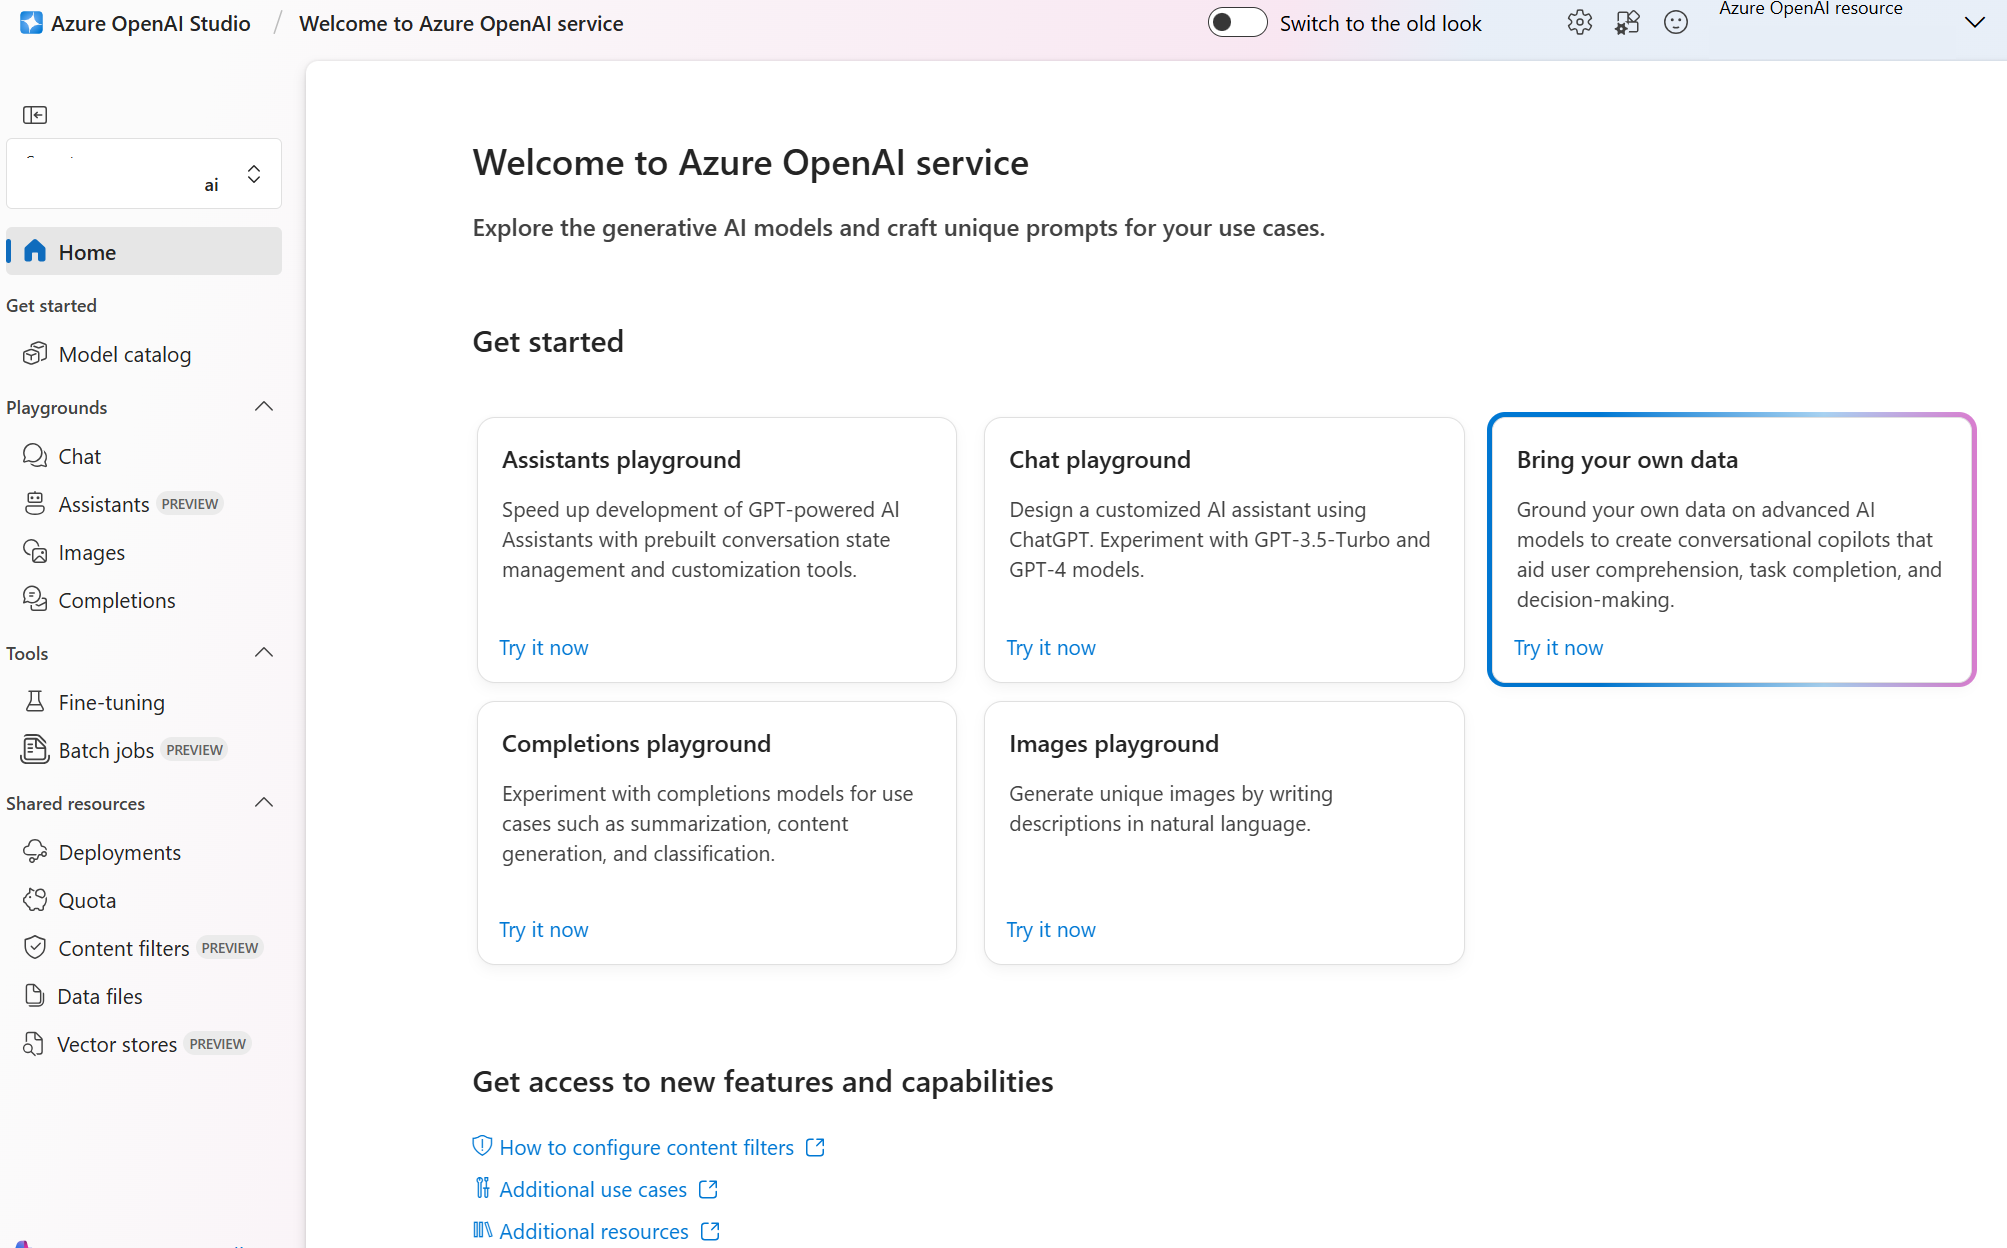 Azure OpenAI Studio / Welcome to Azure OpenAI service
Switch to the old look
Azure OpenAI resource
ai
Home
Get started
Model catalog
Playgrounds
Chat
Assistants PREVIEW
Images
Completions
Tools
Fine-tuning
Batch jobs PREVIEW
Shared resources
Deployments
Quota
Content filters PREVIEW
Data files
Vector stores PREVIEW
Welcome to Azure OpenAI service
Explore the generative AI models and craft unique prompts for your use cases.
Get started
Assistants playground
Speed up development of GPT-powered AI
Assistants with prebuilt conversation state
management and customization tools.
Try it now
Chat playground
Design a customized AI assistant using
ChatGPT. Experiment with GPT-3.5-Turbo and
GPT-4 models.
Try it now
Bring your own data
Ground your own data on advanced AI
models to create conversational copilots that
aid user comprehension, task completion, and
decision-making.
Try it now
Completions playground
Experiment with completions models for use
cases such as summarization, content
generation, and classification.
Try it now
Images playground
Generate unique images by writing
descriptions in natural language.
Try it now
Get access to new features and capabilities
How to configure content filters
Additional use cases
Additional resources